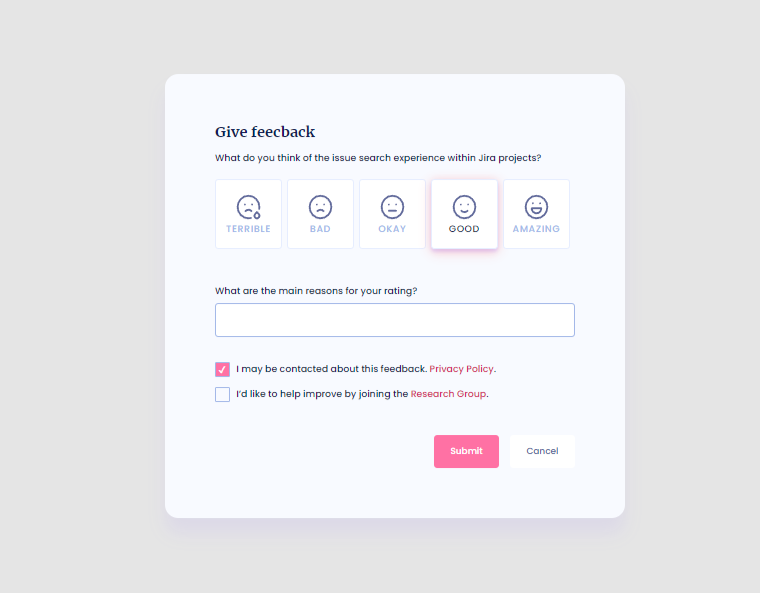 Give feecback
What do you think of the issue search experience within Jira projects?
TERRIBLE BAD OKAY GOOD AMAZING
What are the main reasons for your rating?
I may be contacted about this feedback. Privacy Policy.
I'd like to help improve by joining the Research Group.
Submit Cancel